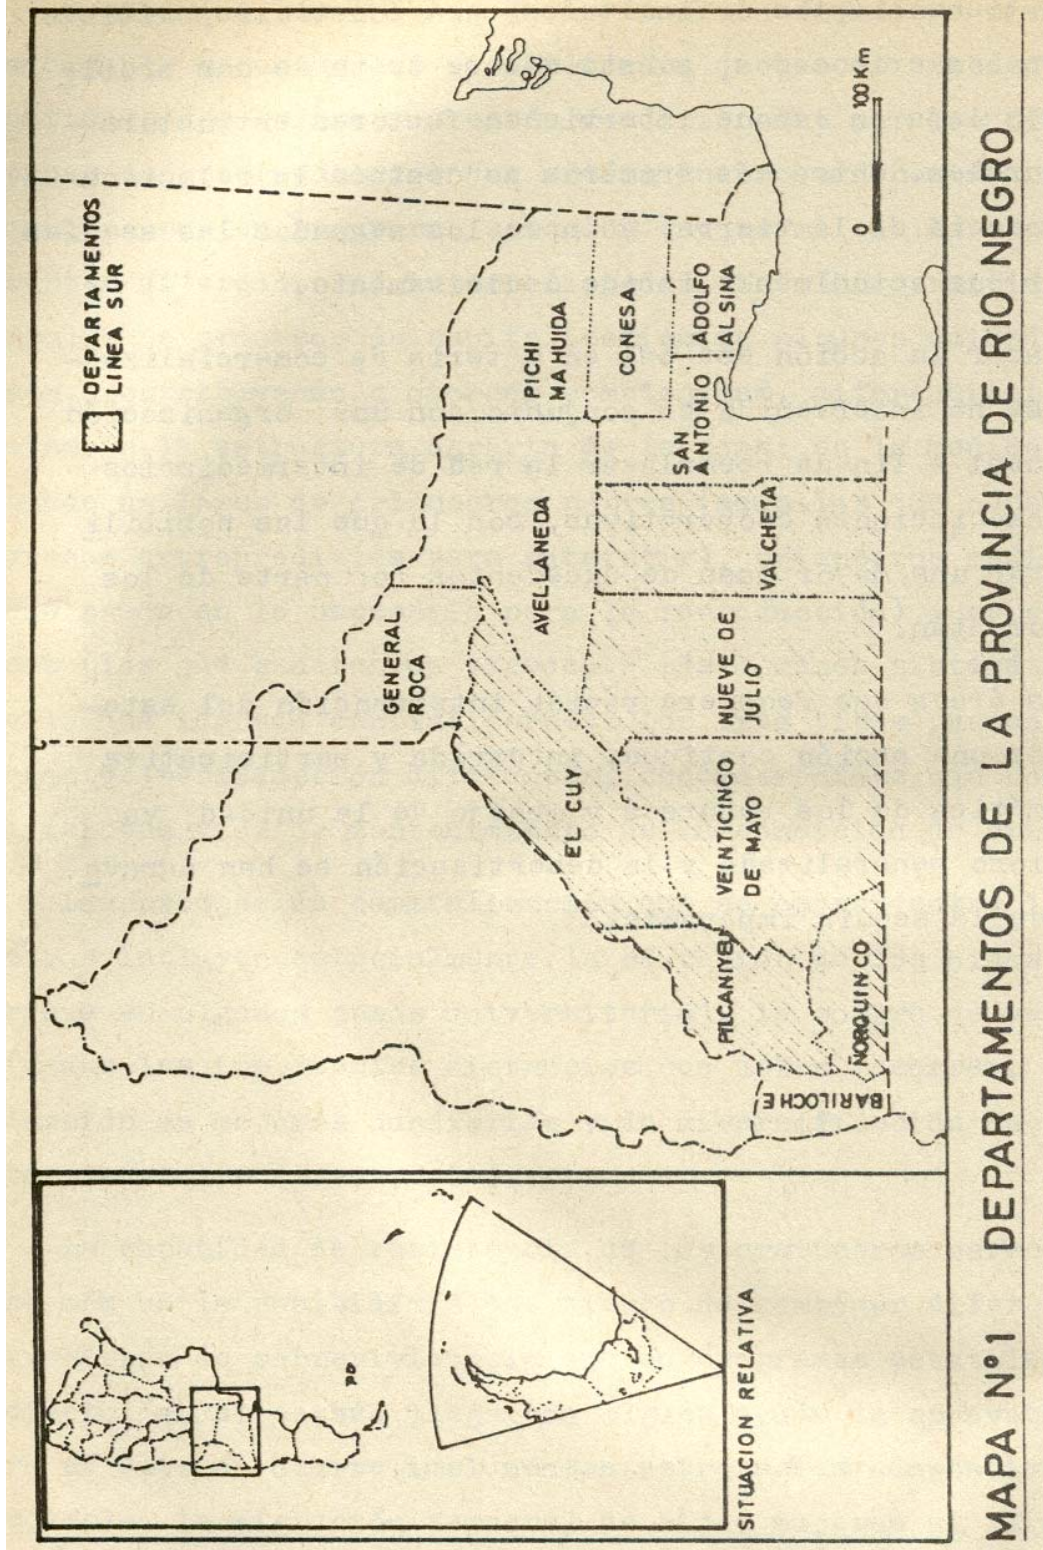 DEPARTAMENTOS
LINEA SUR
PICHI
MAHUIDA
CONESA
ADOLFO
ALSINA
SAN
ANTONIO
AVELLANEDA
VALCHETA
GENERAL
ROCA
NUEVE DE
JULIO
EL CUY
VEINTICINCO
DE MAYO
PILCANIYEU
ÑORQUINCO
BARILOCHE
0 100 Km
SITUACION RELATIVA
MAPA N°1 DEPARTAMENTOS DE LA PROVINCIA DE RIO NEGRO